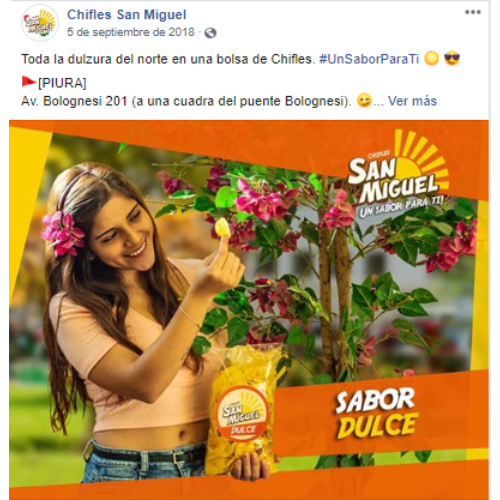 Chifles San Miguel
5 de septiembre de 2018 ·
Toda la dulzura del norte en una bolsa de Chifles. #UnSaborParaTi
[PIURA]
Av. Bolognesi 201 (a una cuadra del puente Bolognesi). ... Ver más
CHIFLES
SAN
MIGUEL
UN SABOR PARA TI!
SAN
MIGUEL
DULCE
SABOR
DULCE